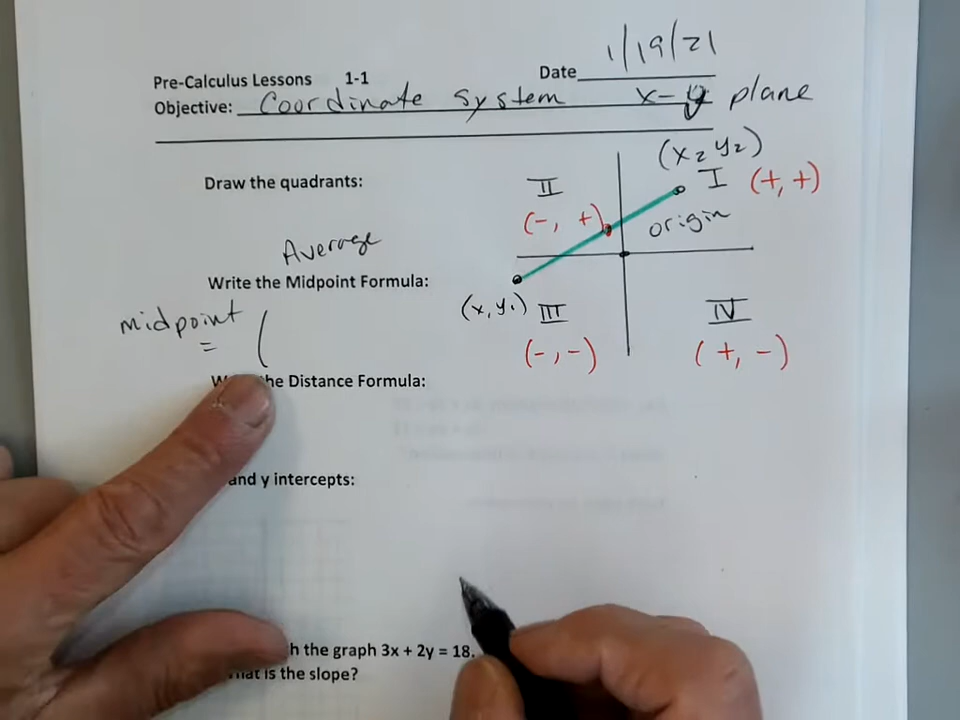 1/19/21
Pre-Calculus Lessons 1-1 Date
Objective: Coordinate system x-y plane
(x₂ y₂)
Draw the quadrants:
II I (+, +)
(-, +) origin
Average
Write the Midpoint Formula:
(x, y₁) III IV
midpoint = (
(-, -) (+, -)
the Distance Formula:
and y intercepts:
the graph 3x + 2y = 18.
is the slope?